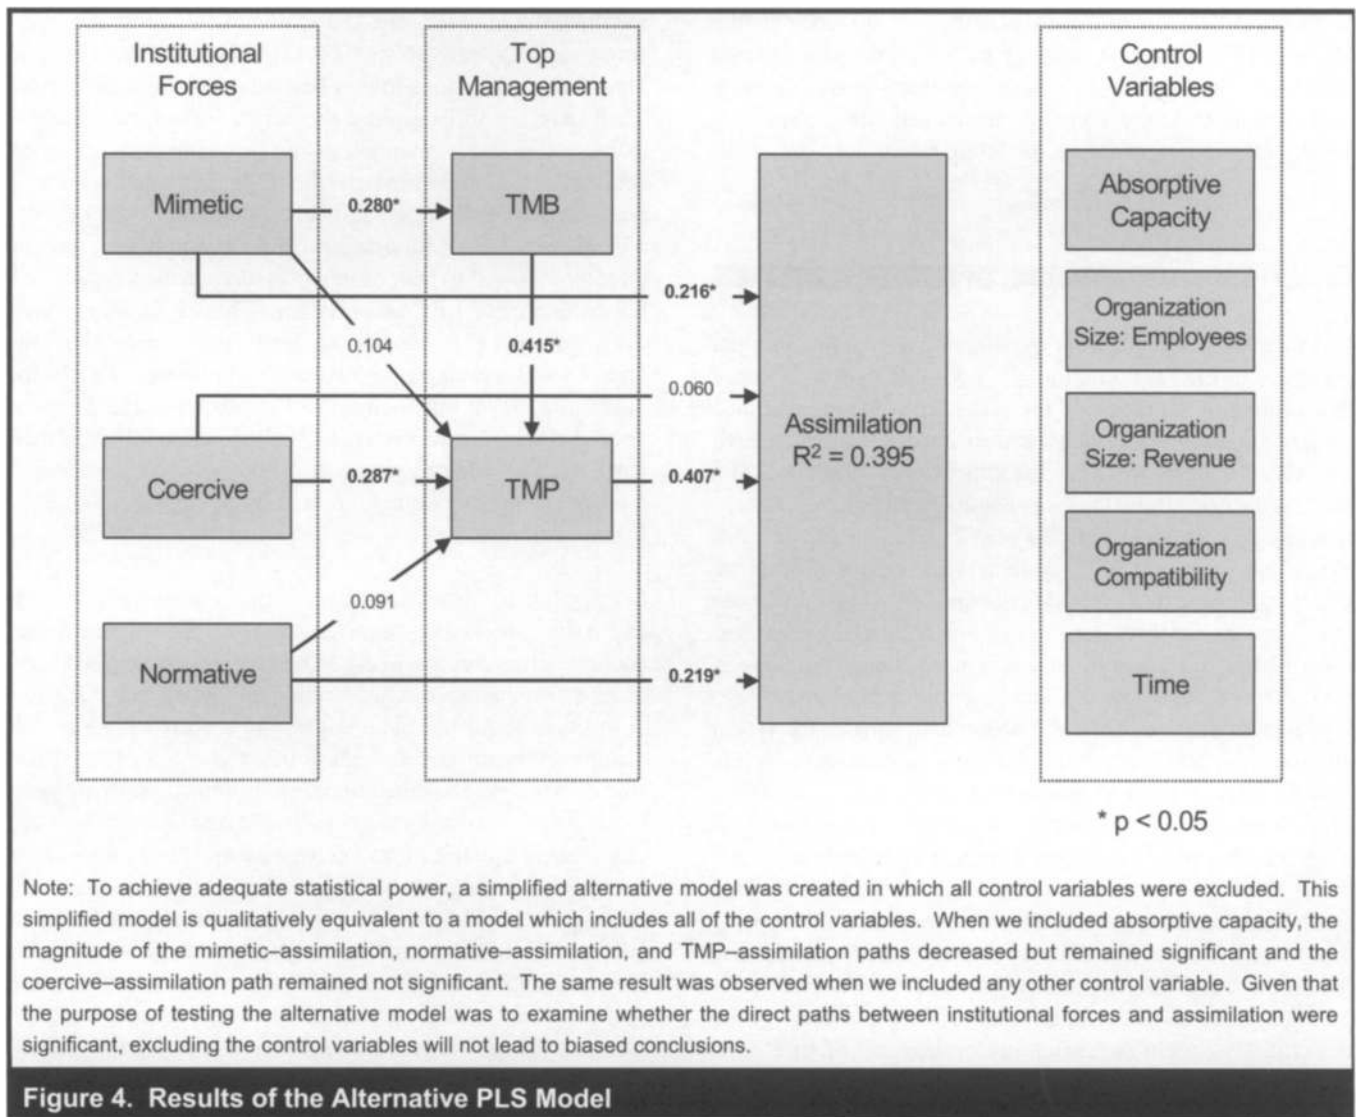 Institutional
Forces
Top
Management
Control
Variables
Mimetic
0.280*
TMB
Absorptive
Capacity
0.216*
Organization
Size: Employees
0.104
0.415*
0.060
Assimilation
R² = 0.395
Organization
Size: Revenue
Coercive
0.287*
TMP
0.407*
Organization
Compatibility
0.091
Normative
0.219*
Time
* p < 0.05
Note: To achieve adequate statistical power, a simplified alternative model was created in which all control variables were excluded. This
simplified model is qualitatively equivalent to a model which includes all of the control variables. When we included absorptive capacity, the
magnitude of the mimetic–assimilation, normative–assimilation, and TMP–assimilation paths decreased but remained significant and the
coercive–assimilation path remained not significant. The same result was observed when we included any other control variable. Given that
the purpose of testing the alternative model was to examine whether the direct paths between institutional forces and assimilation were
significant, excluding the control variables will not lead to biased conclusions.
Figure 4. Results of the Alternative PLS Model